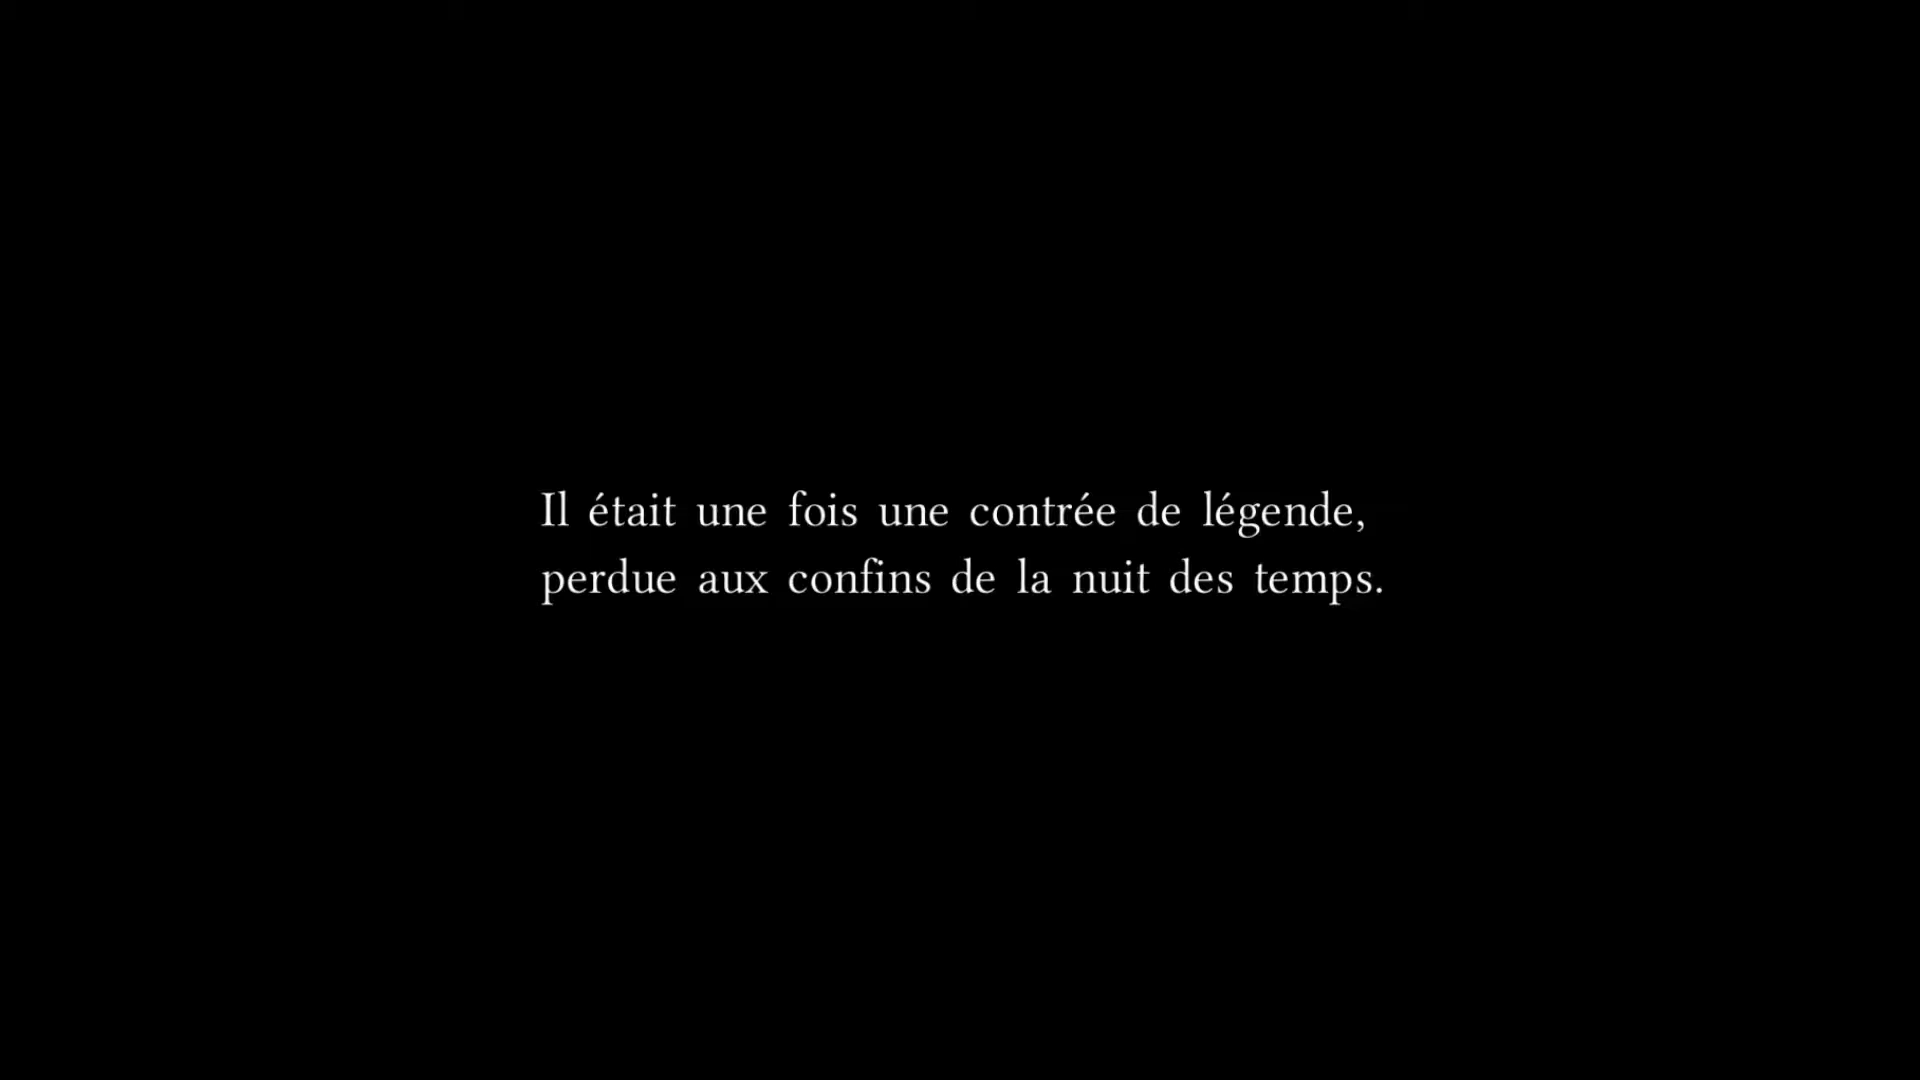 Il était une fois une contrée de légende,
perdue aux confins de la nuit des temps.